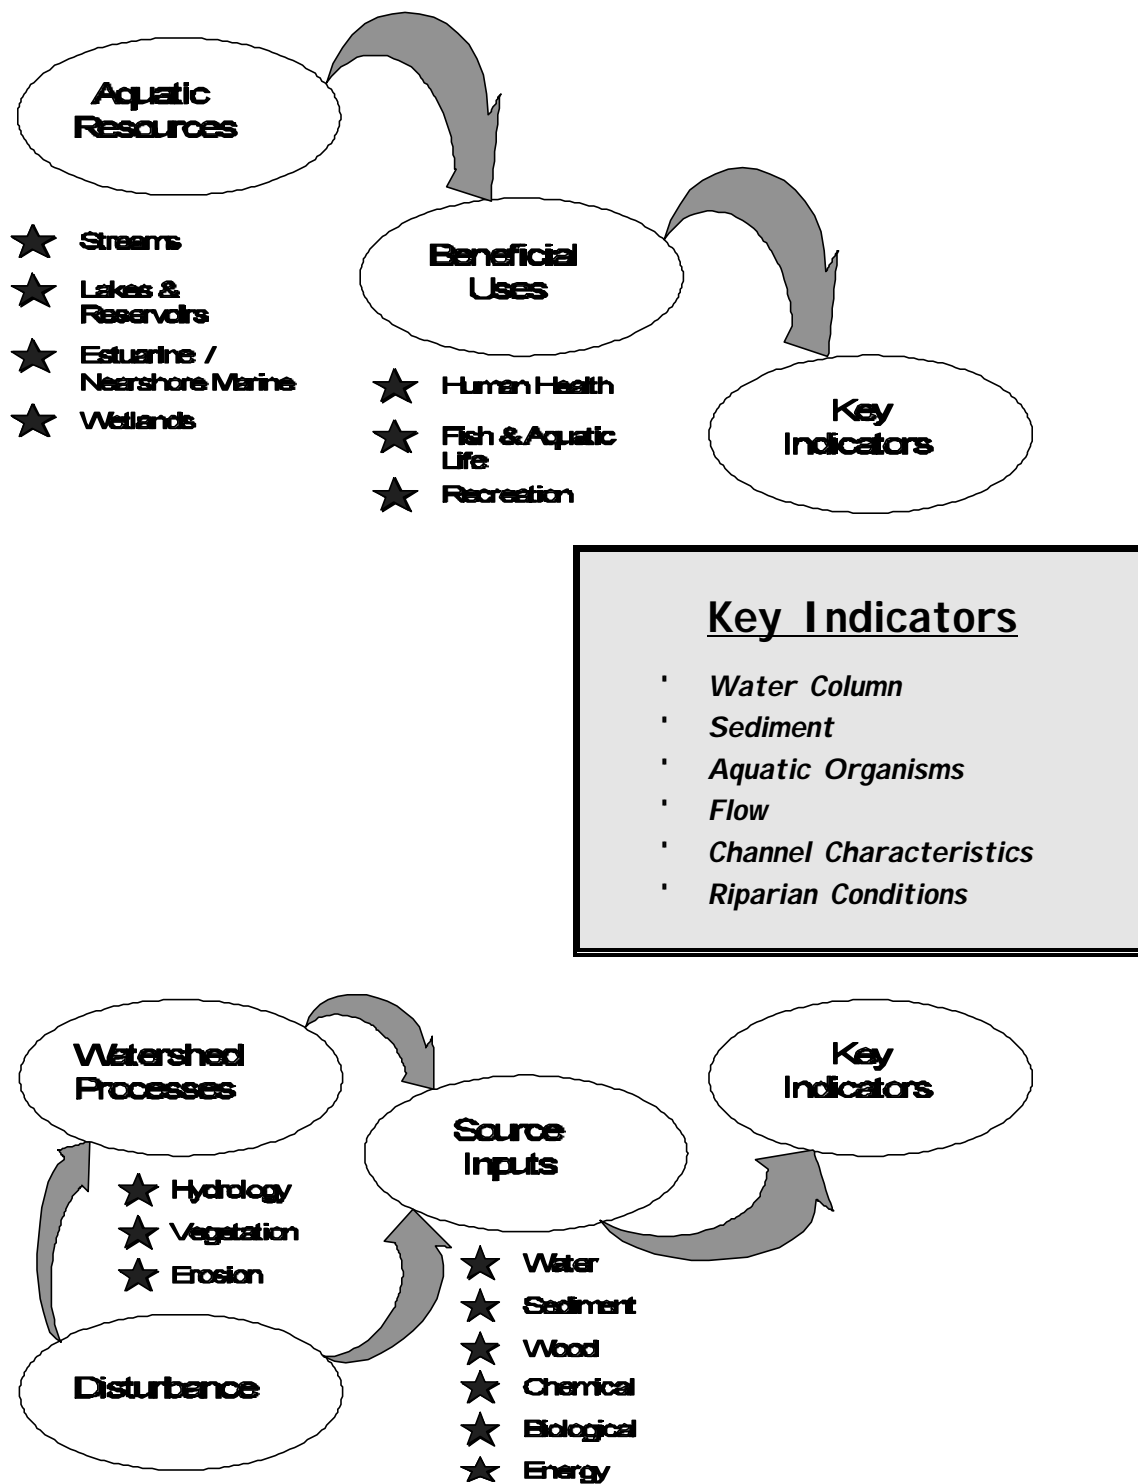 Aquatic
Resources
Streams
Lakes &
Reservoirs
Estuarine /
Nearshore Marine
Wetlands
Beneficial
Uses
Human Health
Fish & Aquatic
Life
Recreation
Key
Indicators
Key Indicators
Water Column
Sediment
Aquatic Organisms
Flow
Channel Characteristics
Riparian Conditions
Watershed
Processes
Hydrology
Vegetation
Erosion
Disturbance
Source
Inputs
Water
Sediment
Wood
Chemical
Biological
Energy
Key
Indicators